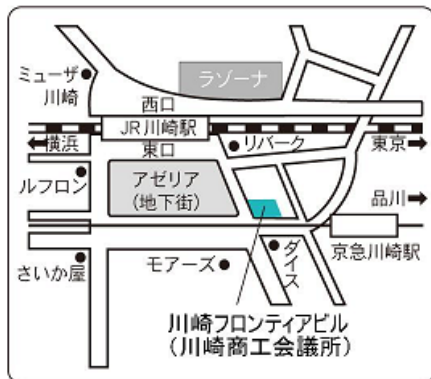 ラゾーナ
ミューザ
川崎
西口
JR川崎駅
横浜
東口
リバーク
東京
ルフロン
アゼリア
(地下街)
品川
京急川崎駅
さいか屋
モアーズ
ダイス
川崎フロンティアビル
(川崎商工会議所)